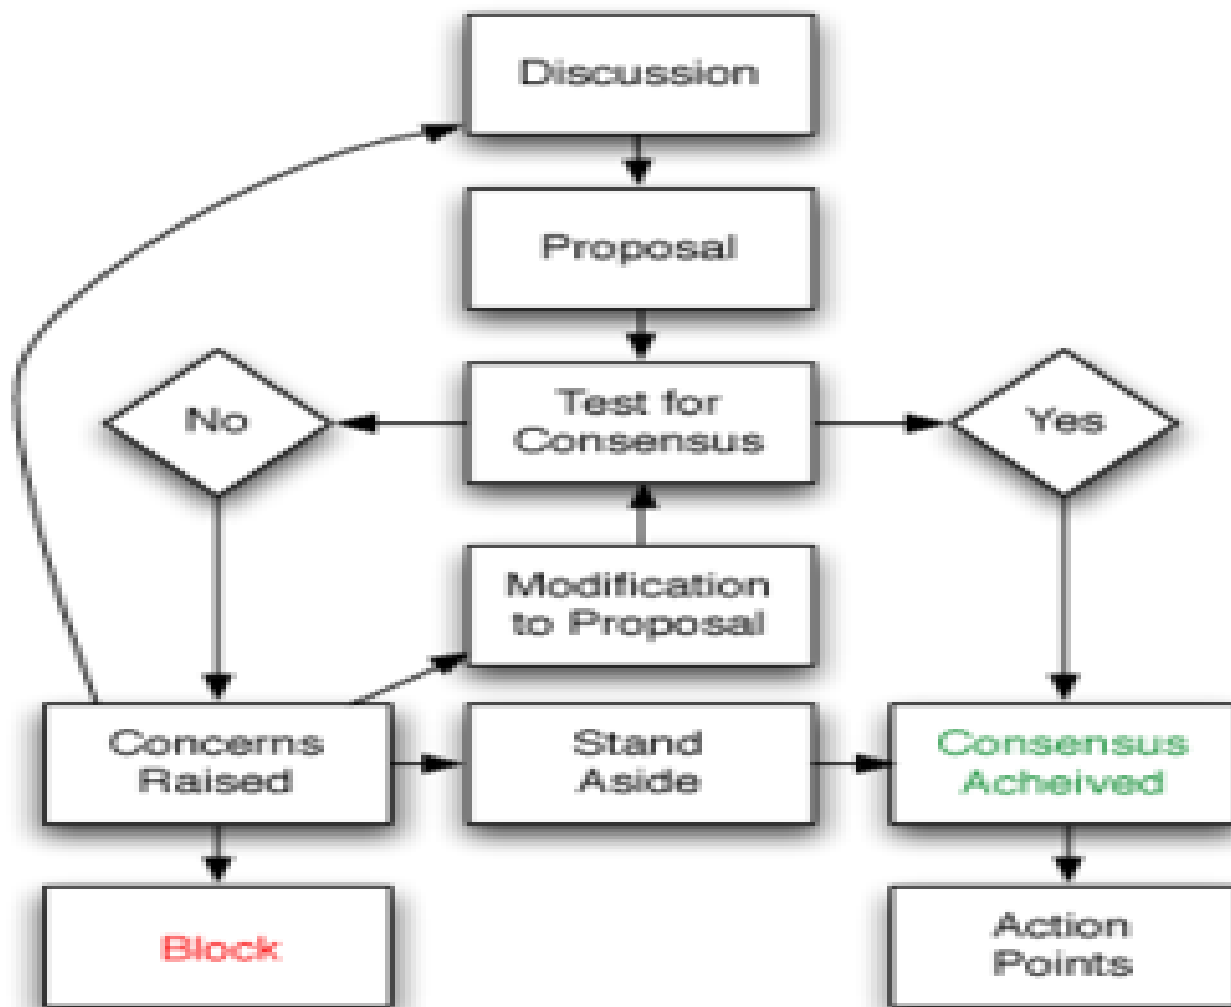 Discussion
Proposal
No
Test for
Consensus
Yes
Modification
to Proposal
Concerns
Raised
Stand
Aside
Consensus
Acheived
Block
Action
Points